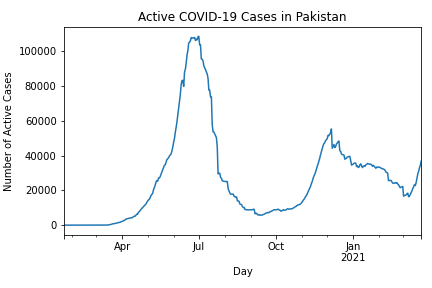 Active COVID-19 Cases in Pakistan
Number of Active Cases
100000
80000
60000
40000
20000
0
Apr
Jul
Oct
Jan
2021
Day